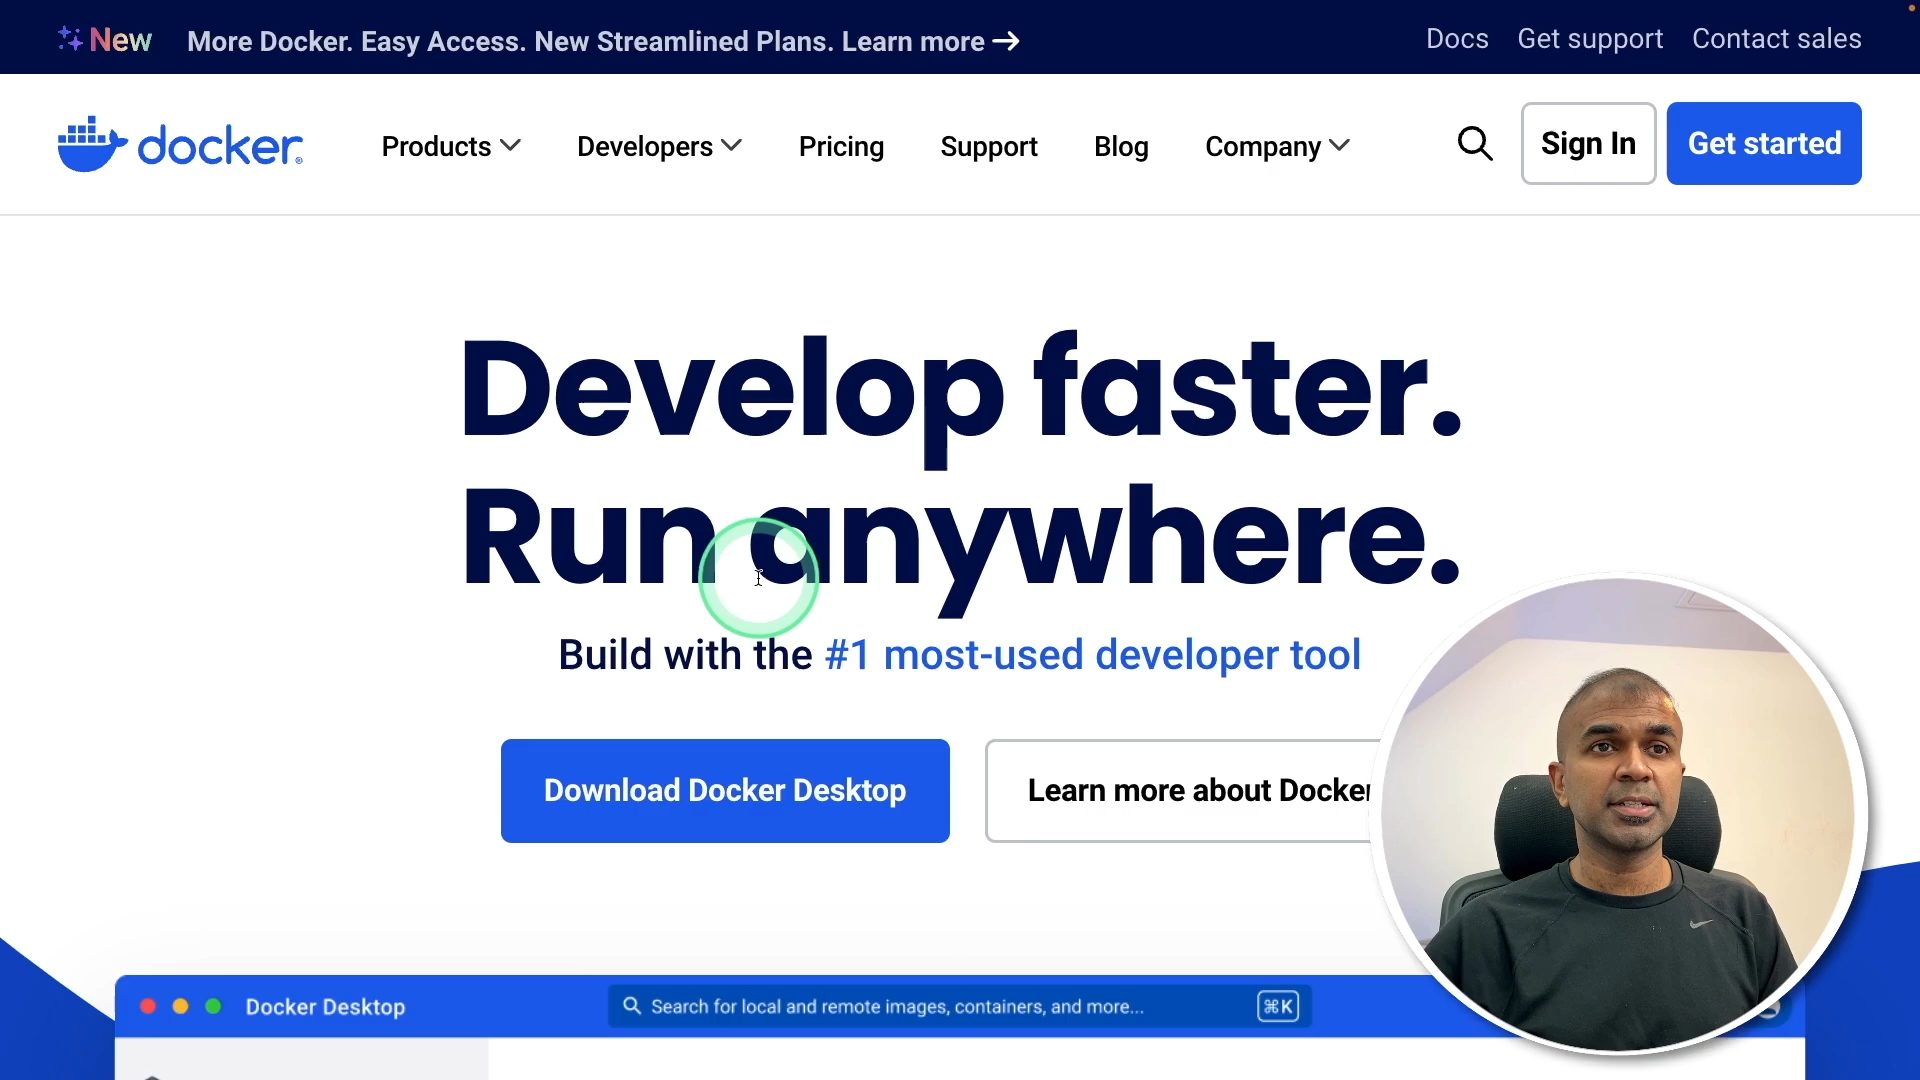 New More Docker. Easy Access. New Streamlined Plans. Learn more →
Docs Get support Contact sales
docker
Products Developers Pricing Support Blog Company
Sign In Get started
Develop faster.
Run anywhere.
Build with the #1 most-used developer tool
Download Docker Desktop
Learn more about Docker
Docker Desktop
Search for local and remote images, containers, and more...
⌘K